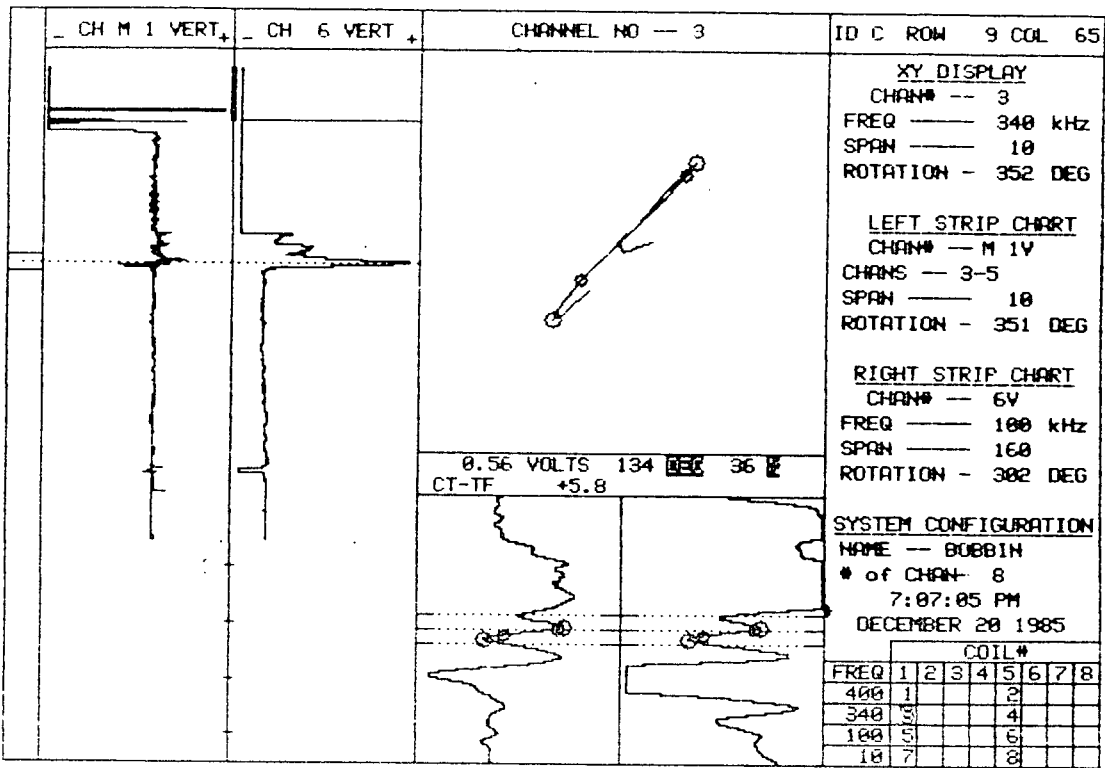 _ CH M 1 VERT +
_ CH 6 VERT +
CHANNEL NO -- 3
ID C ROW 9 COL 65
XY DISPLAY
CHAN# -- 3
FREQ ---- 340 kHz
SPAN ---- 10
ROTATION - 352 DEG
LEFT STRIP CHART
CHAN# -- M 1V
CHANS -- 3-5
SPAN ---- 10
ROTATION - 351 DEG
RIGHT STRIP CHART
CHAN# -- 6V
FREQ ---- 100 kHz
SPAN ---- 160
ROTATION - 302 DEG
0.56 VOLTS 134 DEG 36
CT-TF +5.8
SYSTEM CONFIGURATION
NAME -- BOBBIN
# of CHAN- 8
7:07:05 PM
DECEMBER 20 1985
COIL#
FREQ 1 2 3 4 5 6 7 8
400 1 2
340 3 4
100 5 6
10 7 8